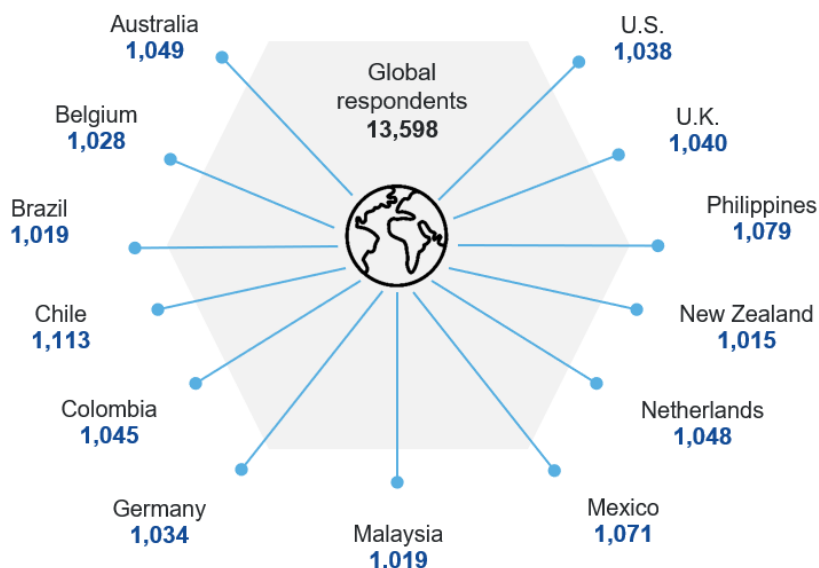 Australia
1,049
U.S.
1,038
Global
respondents
13,598
Belgium
1,028
U.K.
1,040
Brazil
1,019
Philippines
1,079
Chile
1,113
New Zealand
1,015
Colombia
1,045
Netherlands
1,048
Germany
1,034
Malaysia
1,019
Mexico
1,071